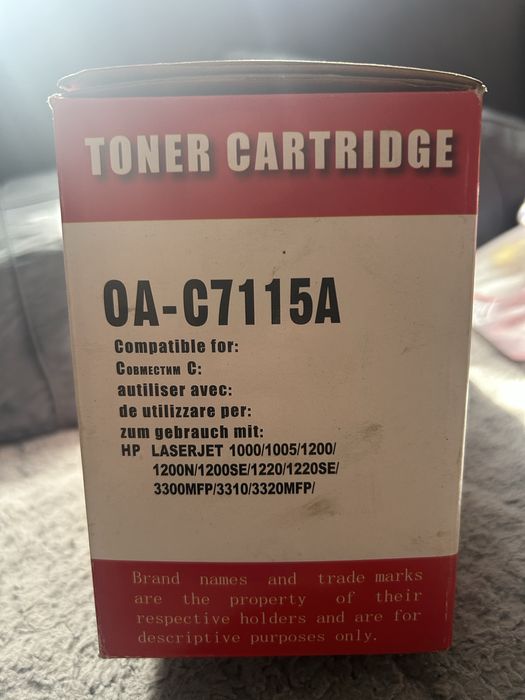 TONER CARTRIDGE
OA-C7115A
Compatible for:
Совместим С:
autiliser avec:
de utilizzare per:
zum gebrauch mit:
HP LASERJET 1000/1005/1200/
1200N/1200SE/1220/1220SE/
3300MFP/3310/3320MFP/
Brand names and trade marks
are the property of their
respective holders and are for
descriptive purposes only.